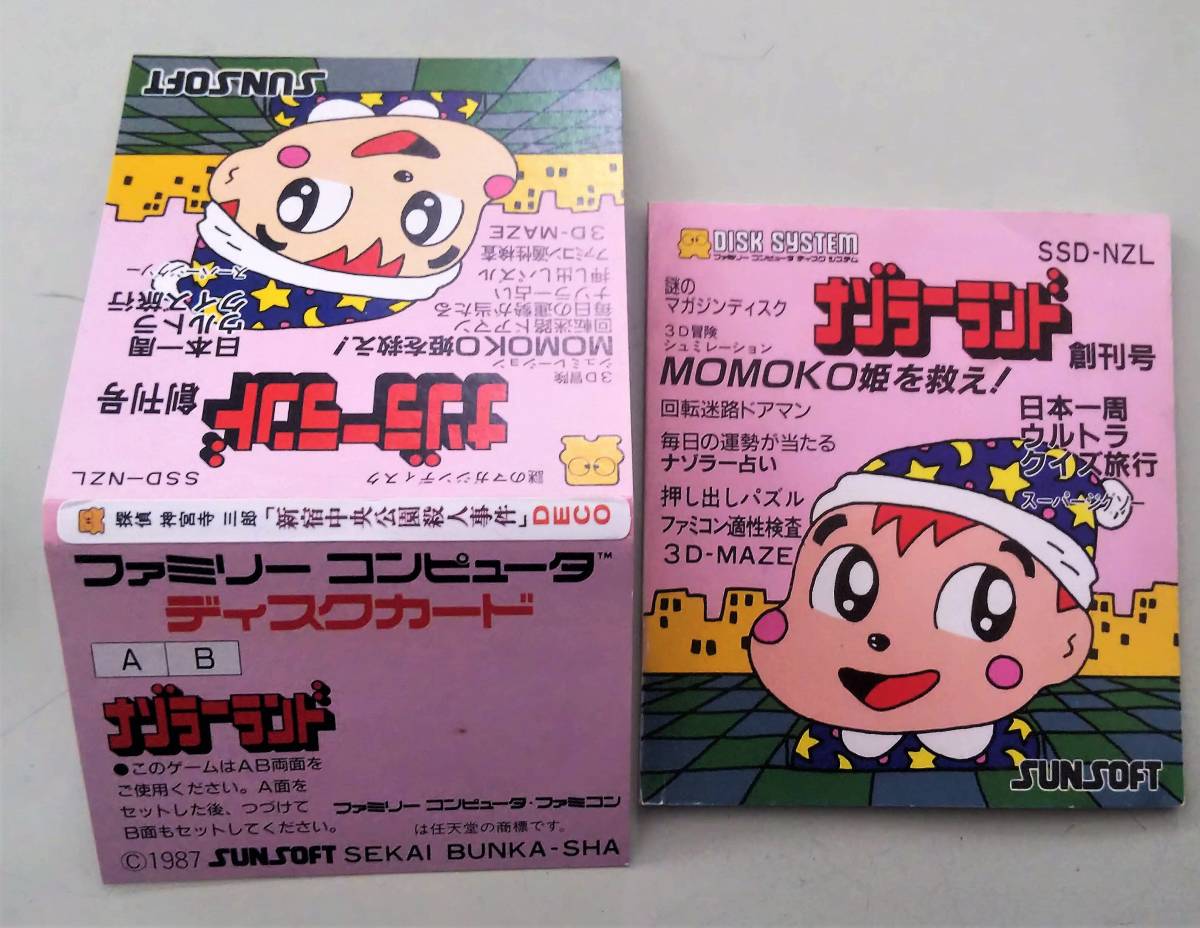 SUNSOFT
3D-MAZE
ファミコン適性検査
押し出しパズル
ナゾラー占い
毎日の運勢が当たる
回転迷路ドアマン
MOMOKO姫を救え!
シュミレーション
3D冒険
スーパージグソー
クイズ旅行
ウルトラ
日本一周
創刊号
ナゾラーランド
謎のマガジンディスク
SSD-NZL
探偵 神宮寺 三郎「新宿中央公園殺人事件」DECO
ファミリー コンピュータ™
ディスクカード
A B
ナゾラーランド
●このゲームはAB両面を
ご使用ください。A面を
セットした後、つづけて
B面もセットしてください。
ファミリー コンピュータ・ファミコン
は任天堂の商標です。
©1987 SUNSOFT SEKAI BUNKA-SHA
DISK SYSTEM
ファミリー コンピュータ ディスク システム
SSD-NZL
謎の
マガジンディスク
ナゾラーランド
創刊号
3D冒険
シュミレーション
MOMOKO姫を救え!
回転迷路ドアマン
毎日の運勢が当たる
ナゾラー占い
押し出しパズル
ファミコン適性検査
3D-MAZE
日本一周
ウルトラ
クイズ旅行
スーパージグソー
SUNSOFT